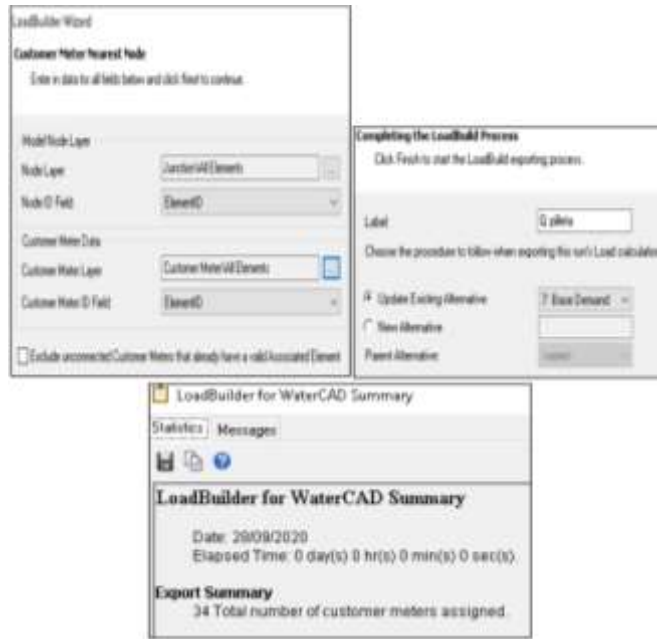 LoadBuilder Wizard
Customer Meter Nearest Node
Enter in data for all fields below and click Next to continue.
Model Node Layer
Node Layer: Junction\All Elements ...
Node ID Field: ElementID
Customer Meter Data
Customer Meter Layer: Customer Meter\All Elements
Customer Meter ID Field: ElementID
Exclude unconnected Customer Meters that already have a valid Associated Element
Completing the LoadBuild Process
Click Finish to start the LoadBuild exporting process.
Label: Q pileta
Choose the procedure to follow when exporting this run's Load calculation
Update Existing Alternative Base Demand
New Alternative
Parent Alternative:
LoadBuilder for WaterCAD Summary
Statistics Messages
LoadBuilder for WaterCAD Summary
Date: 28/09/2020
Elapsed Time: 0 day(s) 0 hr(s) 0 min(s) 0 sec(s).
Export Summary
34 Total number of customer meters assigned.